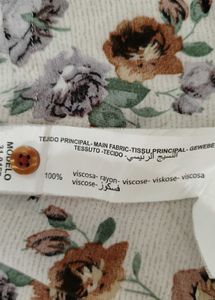 TEJIDO PRINCIPAL- MAIN FABRIC-TISSU PRINCIPAL- GEWEBE
TESSUTO -TECIDO - النسيج الرئيسي
100% viscosa- rayon- viscose- viskose- viscosa
viscose- فسكوز
MODELO